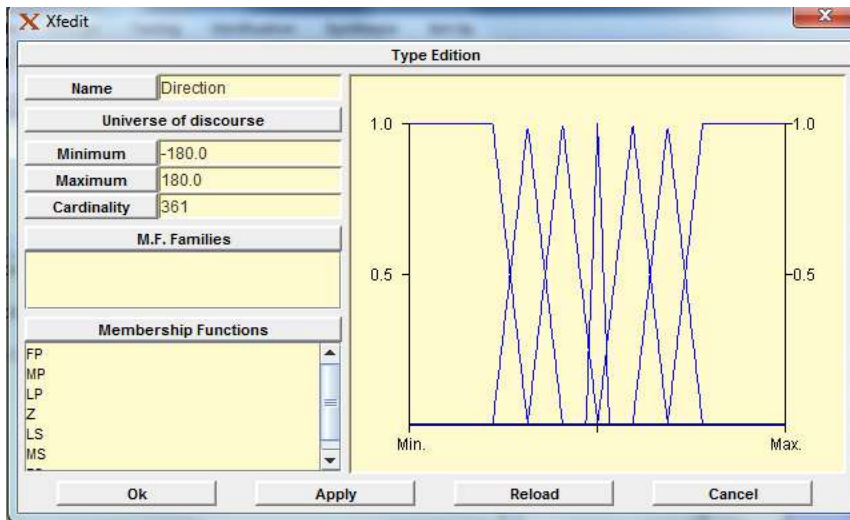 Xfedit
Type Edition
Name Direction
Universe of discourse
Minimum -180.0
Maximum 180.0
Cardinality 361
M.F. Families
Membership Functions
FP
MP
LP
Z
LS
MS
1.0 1.0
0.5 0.5
Min. Max.
Ok Apply Reload Cancel